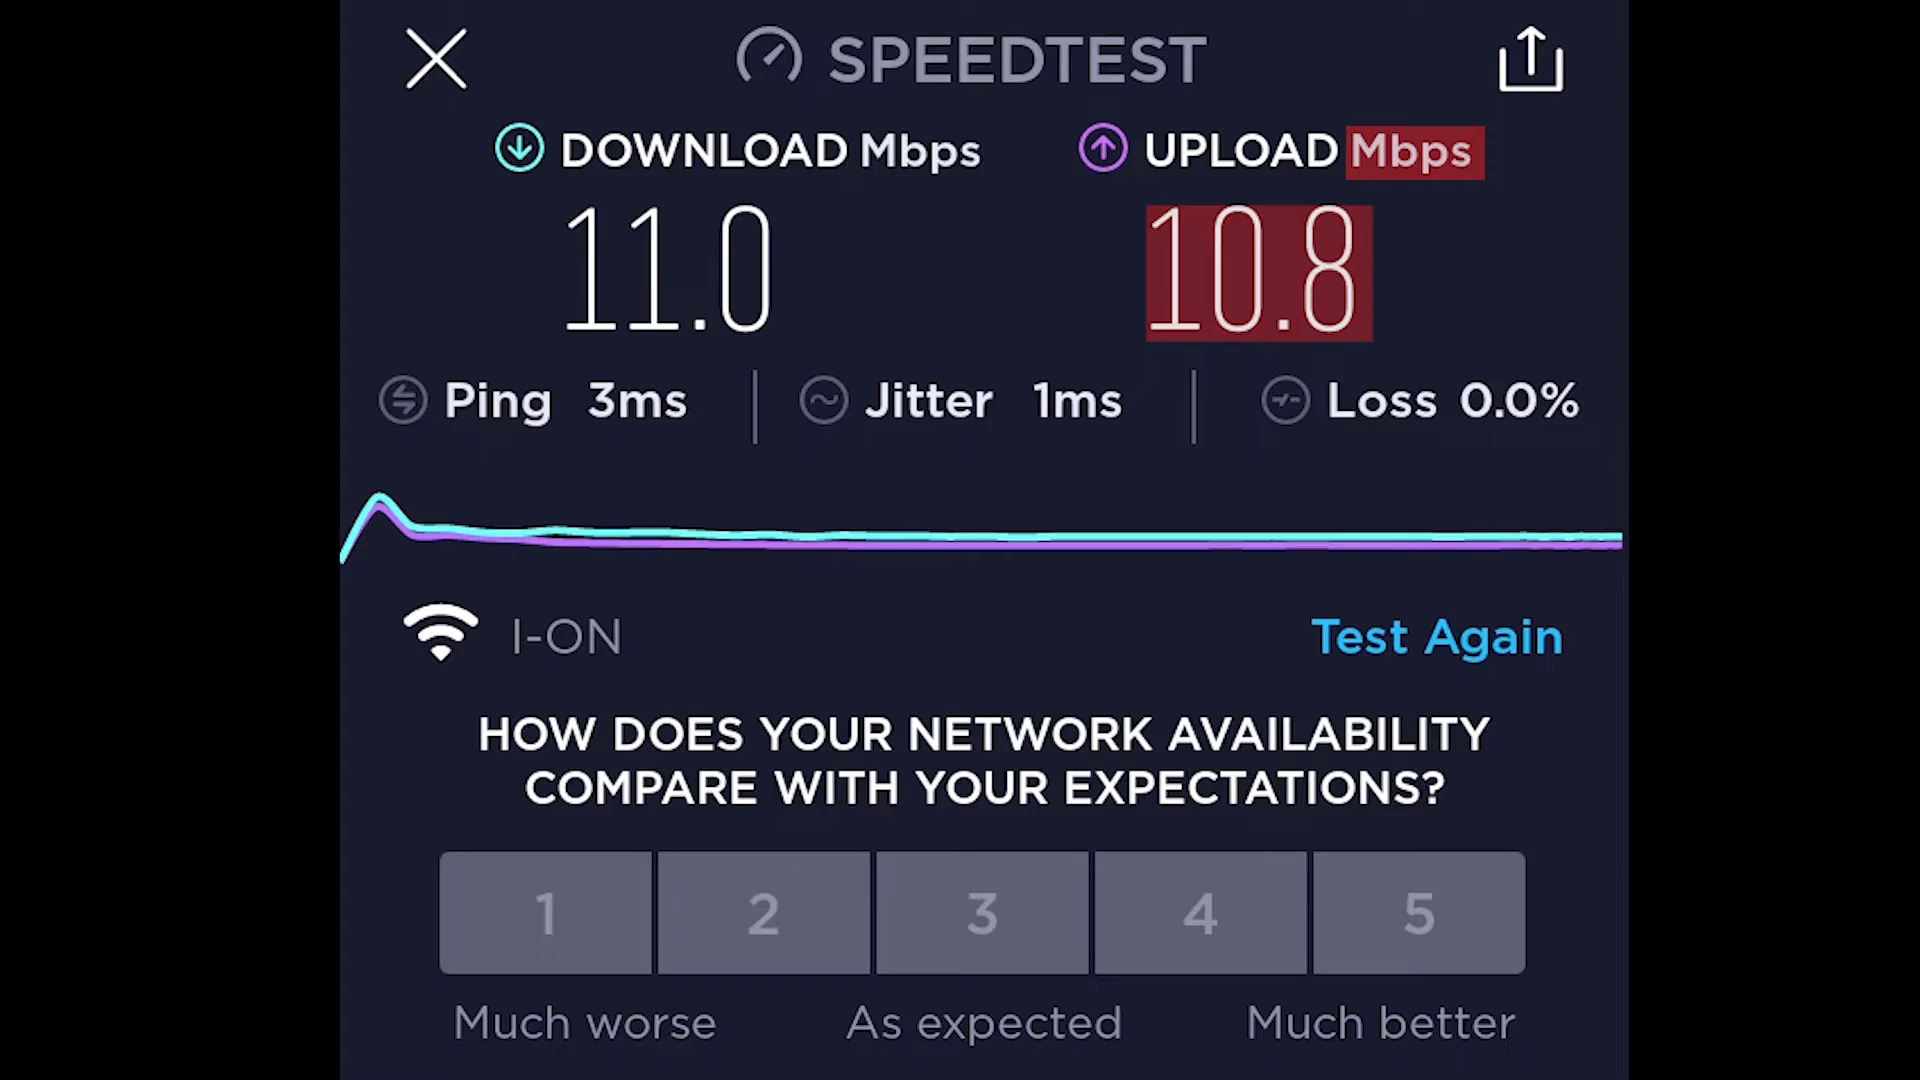 SPEEDTEST
DOWNLOAD Mbps UPLOAD Mbps
11.0 10.8
Ping 3ms Jitter 1ms Loss 0.0%
I-ON Test Again
HOW DOES YOUR NETWORK AVAILABILITY
COMPARE WITH YOUR EXPECTATIONS?
1 2 3 4 5
Much worse As expected Much better